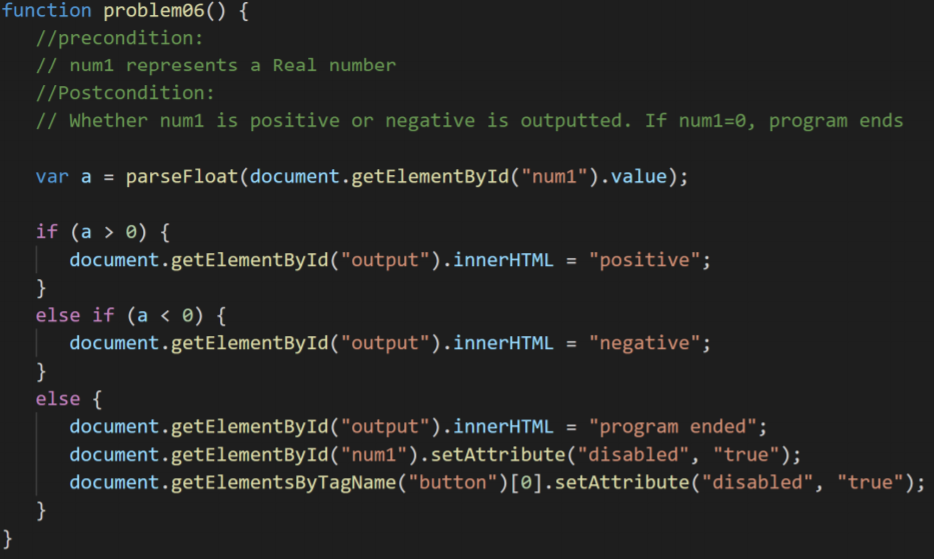 function problem06() {
//precondition:
// num1 represents a Real number
//Postcondition:
// Whether num1 is positive or negative is outputted. If num1=0, program ends
var a = parseFloat(document.getElementById("num1").value);
if (a > 0) {
document.getElementById("output").innerHTML = "positive";
}
else if (a < 0) {
document.getElementById("output").innerHTML = "negative";
}
else {
document.getElementById("output").innerHTML = "program ended";
document.getElementById("num1").setAttribute("disabled", "true");
document.getElementsByTagName("button")[0].setAttribute("disabled", "true");
}
}